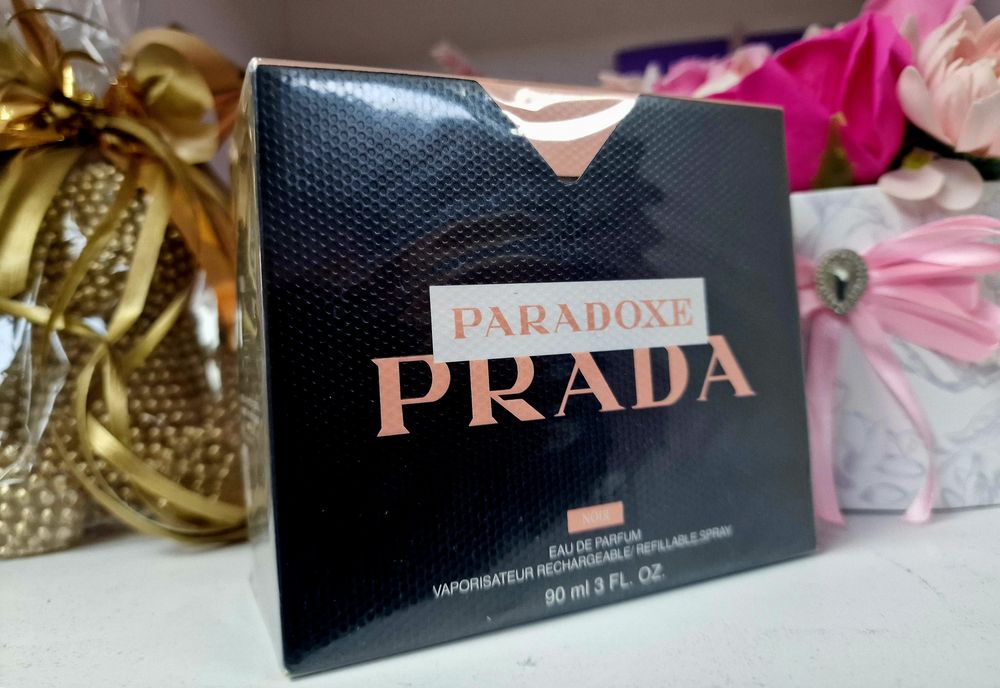 PARADOXE
PRADA
NOIR
EAU DE PARFUM
VAPORISATEUR RECHARGEABLE/ REFILLABLE SPRAY
90 ml 3 FL. OZ.